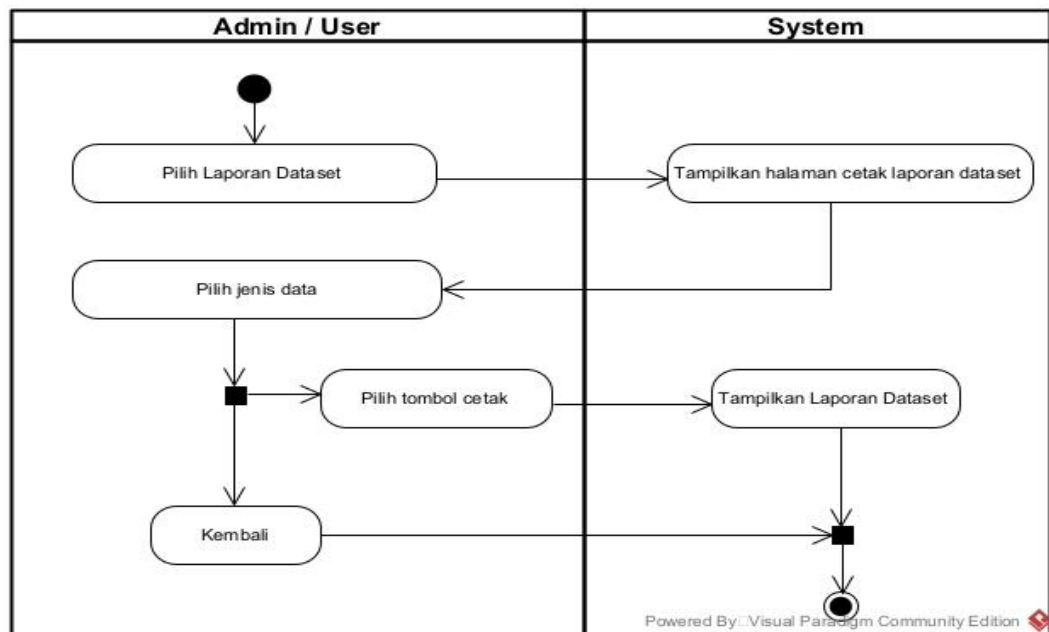 Admin / User
System
Pilih Laporan Dataset
Tampilkan halaman cetak laporan dataset
Pilih jenis data
Pilih tombol cetak
Tampilkan Laporan Dataset
Kembali
Powered By Visual Paradigm Community Edition